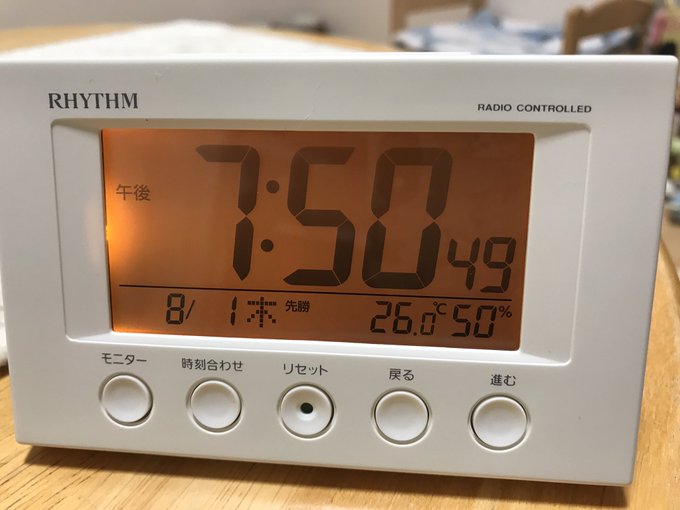 RHYTHM
RADIO CONTROLLED
午後 7:50 49
8/ 1 木 先勝 26.0℃ 50%
モニター 時刻合わせ リセット 戻る 進む